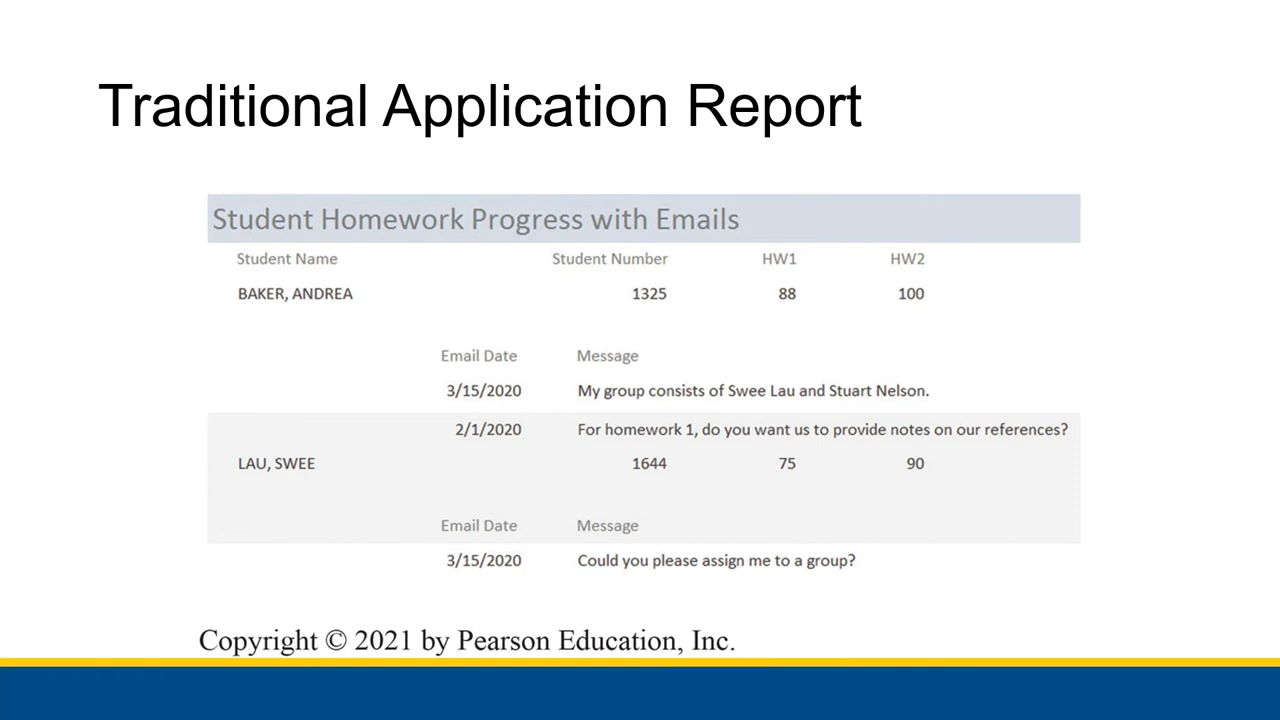 Traditional Application Report
Student Homework Progress with Emails
Student Name Student Number HW1 HW2
BAKER, ANDREA 1325 88 100
Email Date Message
3/15/2020 My group consists of Swee Lau and Stuart Nelson.
2/1/2020 For homework 1, do you want us to provide notes on our references?
LAU, SWEE 1644 75 90
Email Date Message
3/15/2020 Could you please assign me to a group?
Copyright © 2021 by Pearson Education, Inc.